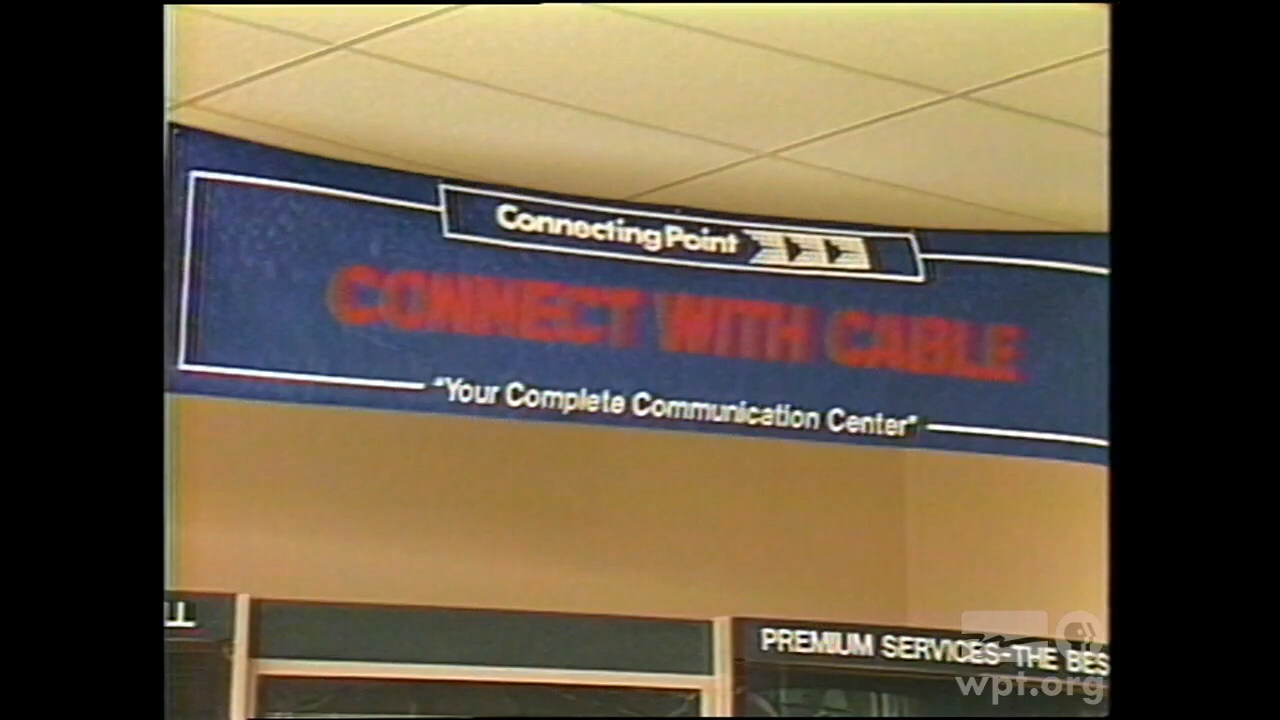 Connecting Point
CONNECT WITH CABLE
"Your Complete Communication Center"
PREMIUM SERVICES-THE BES
wpt.org